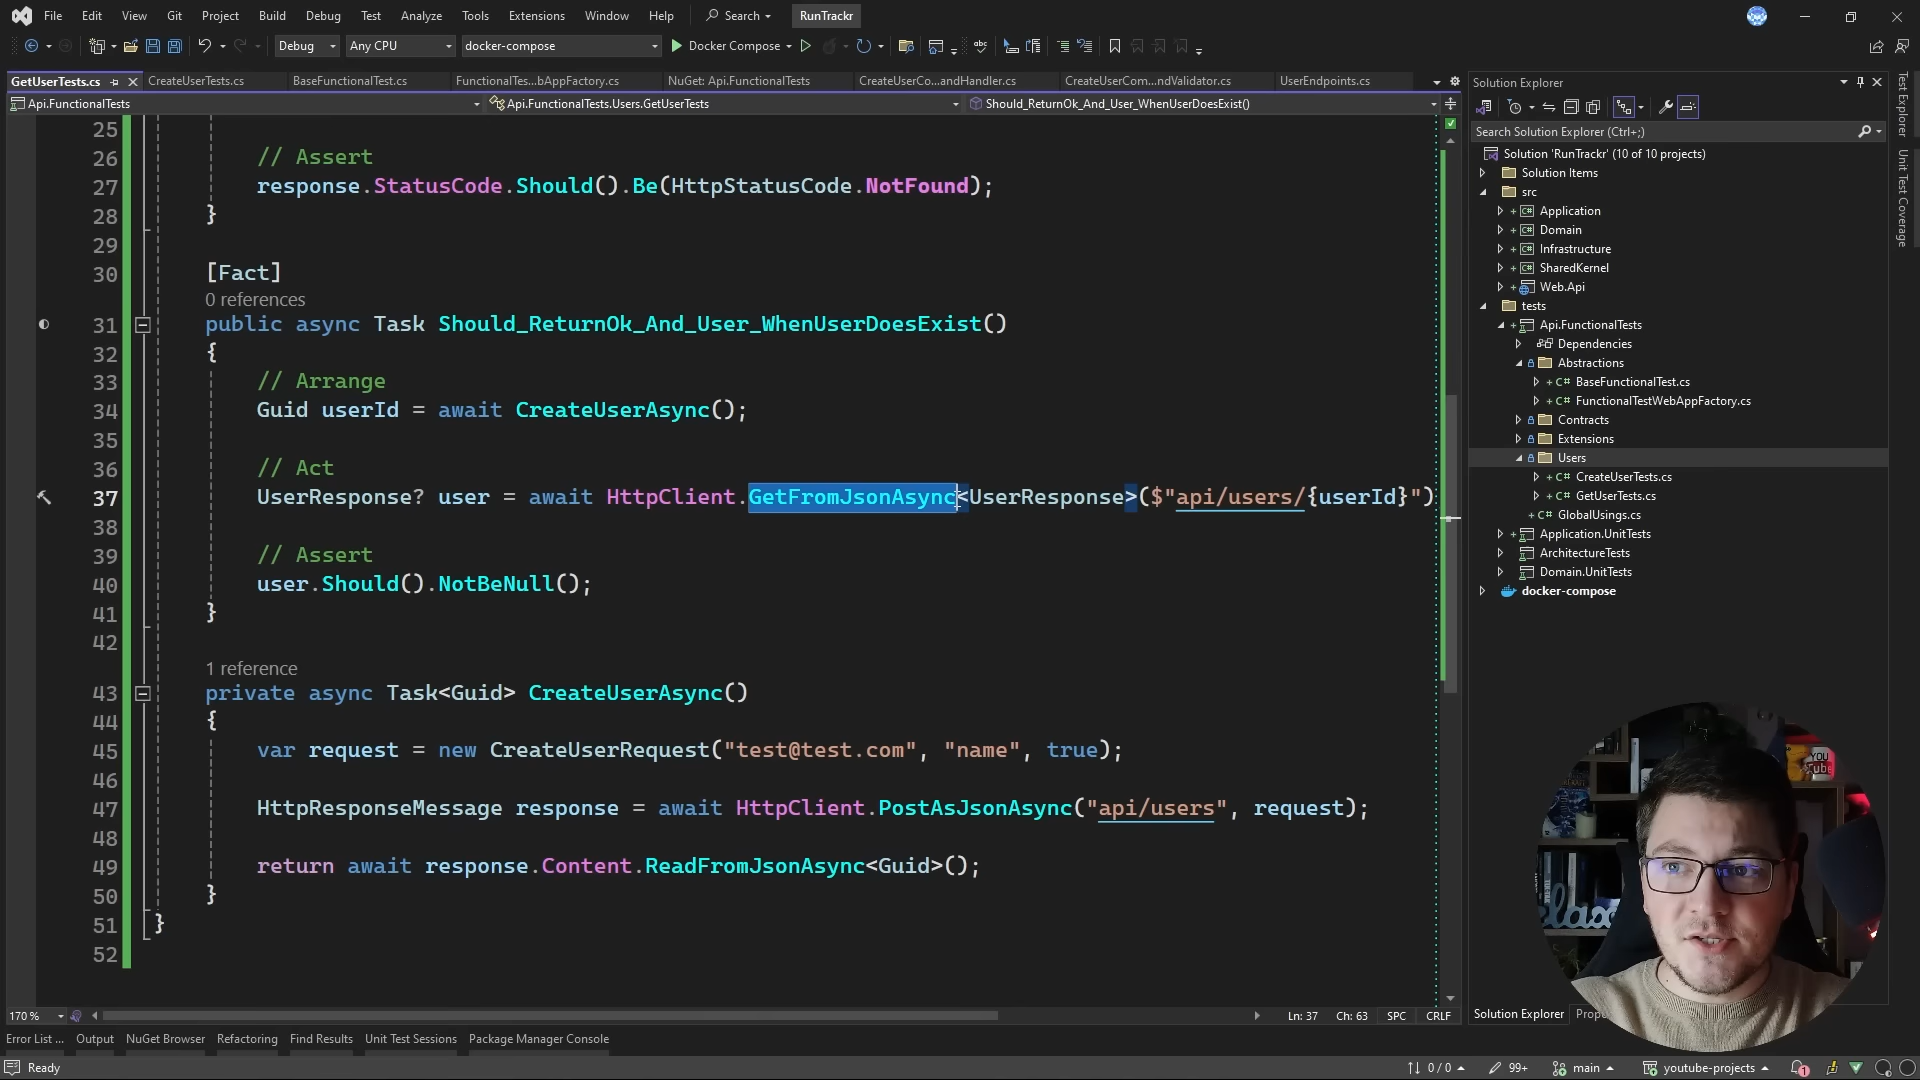 File Edit View Git Project Build Debug Test Analyze Tools Extensions Window Help Search RunTrackr
Debug Any CPU docker-compose Docker Compose
GetUserTests.cs CreateUserTests.cs BaseFunctionalTest.cs FunctionalTes...bAppFactory.cs NuGet: Api.FunctionalTests CreateUserCo...andHandler.cs CreateUserCom...ndValidator.cs UserEndpoints.cs
Api.FunctionalTests Api.FunctionalTests.Users.GetUserTests Should_ReturnOk_And_User_WhenUserDoesExist()
25
26 // Assert
27 response.StatusCode.Should().Be(HttpStatusCode.NotFound);
28 }
29
30 [Fact]
0 references
31 public async Task Should_ReturnOk_And_User_WhenUserDoesExist()
32 {
33 // Arrange
34 Guid userId = await CreateUserAsync();
35
36 // Act
37 UserResponse? user = await HttpClient.GetFromJsonAsync<UserResponse>($"api/users/{userId}")
38
39 // Assert
40 user.Should().NotBeNull();
41 }
42
1 reference
43 private async Task<Guid> CreateUserAsync()
44 {
45 var request = new CreateUserRequest("test@test.com", "name", true);
46
47 HttpResponseMessage response = await HttpClient.PostAsJsonAsync("api/users", request);
48
49 return await response.Content.ReadFromJsonAsync<Guid>();
50 }
51 }
52
170 % Ln: 37 Ch: 63 SPC CRLF
Error List ... Output NuGet Browser Refactoring Find Results Unit Test Sessions Package Manager Console
Ready 0 / 0 99+ main youtube-projects 1
Solution Explorer
Search Solution Explorer (Ctrl+;)
Solution 'RunTrackr' (10 of 10 projects)
Solution Items
src
Application
Domain
Infrastructure
SharedKernel
Web.Api
tests
Api.FunctionalTests
Dependencies
Abstractions
BaseFunctionalTest.cs
FunctionalTestWebAppFactory.cs
Contracts
Extensions
Users
CreateUserTests.cs
GetUserTests.cs
GlobalUsings.cs
Application.UnitTests
ArchitectureTests
Domain.UnitTests
docker-compose
Solution Explorer
Test Explorer
Unit Test Coverage
YOU